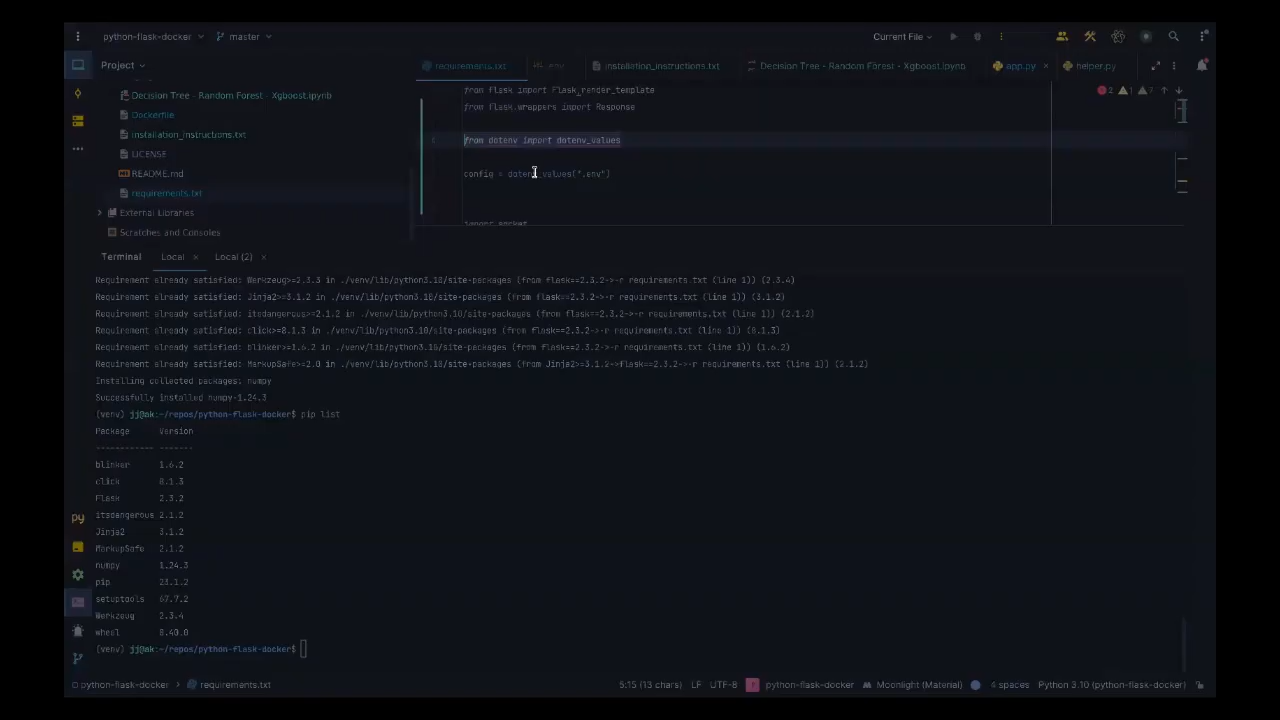 python-flask-docker master Current File
Project requirements.txt .env installation_instructions.txt Decision Tree - Random Forest - Xgboost.ipynb app.py helper.py
from flask import Flask,render_template
2 1 7
Decision Tree - Random Forest - Xgboost.ipynb
from flask.wrappers import Response
Dockerfile
installation_instructions.txt
from dotenv import dotenv_values
LICENSE
README.md
config = dotenv_values(".env")
requirements.txt
External Libraries
import socket
Scratches and Consoles
Terminal Local Local (2)
Requirement already satisfied: Werkzeug>=2.3.3 in ./venv/lib/python3.10/site-packages (from flask==2.3.2->-r requirements.txt (line 1)) (2.3.4)
Requirement already satisfied: Jinja2>=3.1.2 in ./venv/lib/python3.10/site-packages (from flask==2.3.2->-r requirements.txt (line 1)) (3.1.2)
Requirement already satisfied: itsdangerous>=2.1.2 in ./venv/lib/python3.10/site-packages (from flask==2.3.2->-r requirements.txt (line 1)) (2.1.2)
Requirement already satisfied: click>=8.1.3 in ./venv/lib/python3.10/site-packages (from flask==2.3.2->-r requirements.txt (line 1)) (8.1.3)
Requirement already satisfied: blinker>=1.6.2 in ./venv/lib/python3.10/site-packages (from flask==2.3.2->-r requirements.txt (line 1)) (1.6.2)
Requirement already satisfied: MarkupSafe>=2.0 in ./venv/lib/python3.10/site-packages (from Jinja2>=3.1.2->flask==2.3.2->-r requirements.txt (line 1)) (2.1.2)
Installing collected packages: numpy
Successfully installed numpy-1.24.3
(venv) jj@ak:~/repos/python-flask-docker$ pip list
Package Version
------------ -------
blinker 1.6.2
click 8.1.3
Flask 2.3.2
itsdangerous 2.1.2
Jinja2 3.1.2
MarkupSafe 2.1.2
numpy 1.24.3
pip 23.1.2
setuptools 67.7.2
Werkzeug 2.3.4
wheel 0.40.0
(venv) jj@ak:~/repos/python-flask-docker$
python-flask-docker > requirements.txt 5:15 (13 chars) LF UTF-8 python-flask-docker Moonlight (Material) 4 spaces Python 3.10 (python-flask-docker)